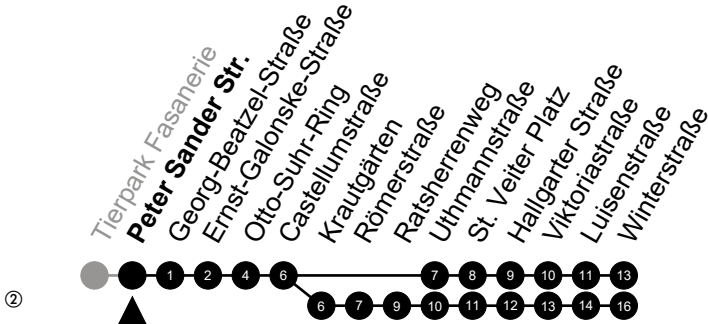 Tierpark Fasanerie
Peter Sander Str.
Georg-Beatzel-Straße
Ernst-Galonske-Straße
Otto-Suhr-Ring
Castellumstraße
Krautgärten
Römerstraße
Ratsherrenweg
Uthmannstraße
St. Veiter Platz
Hallgarter Straße
Viktoriastraße
Luisenstraße
Winterstraße
1 2 4 6 7 8 9 10 11 13
② 6 7 9 10 11 12 13 14 16